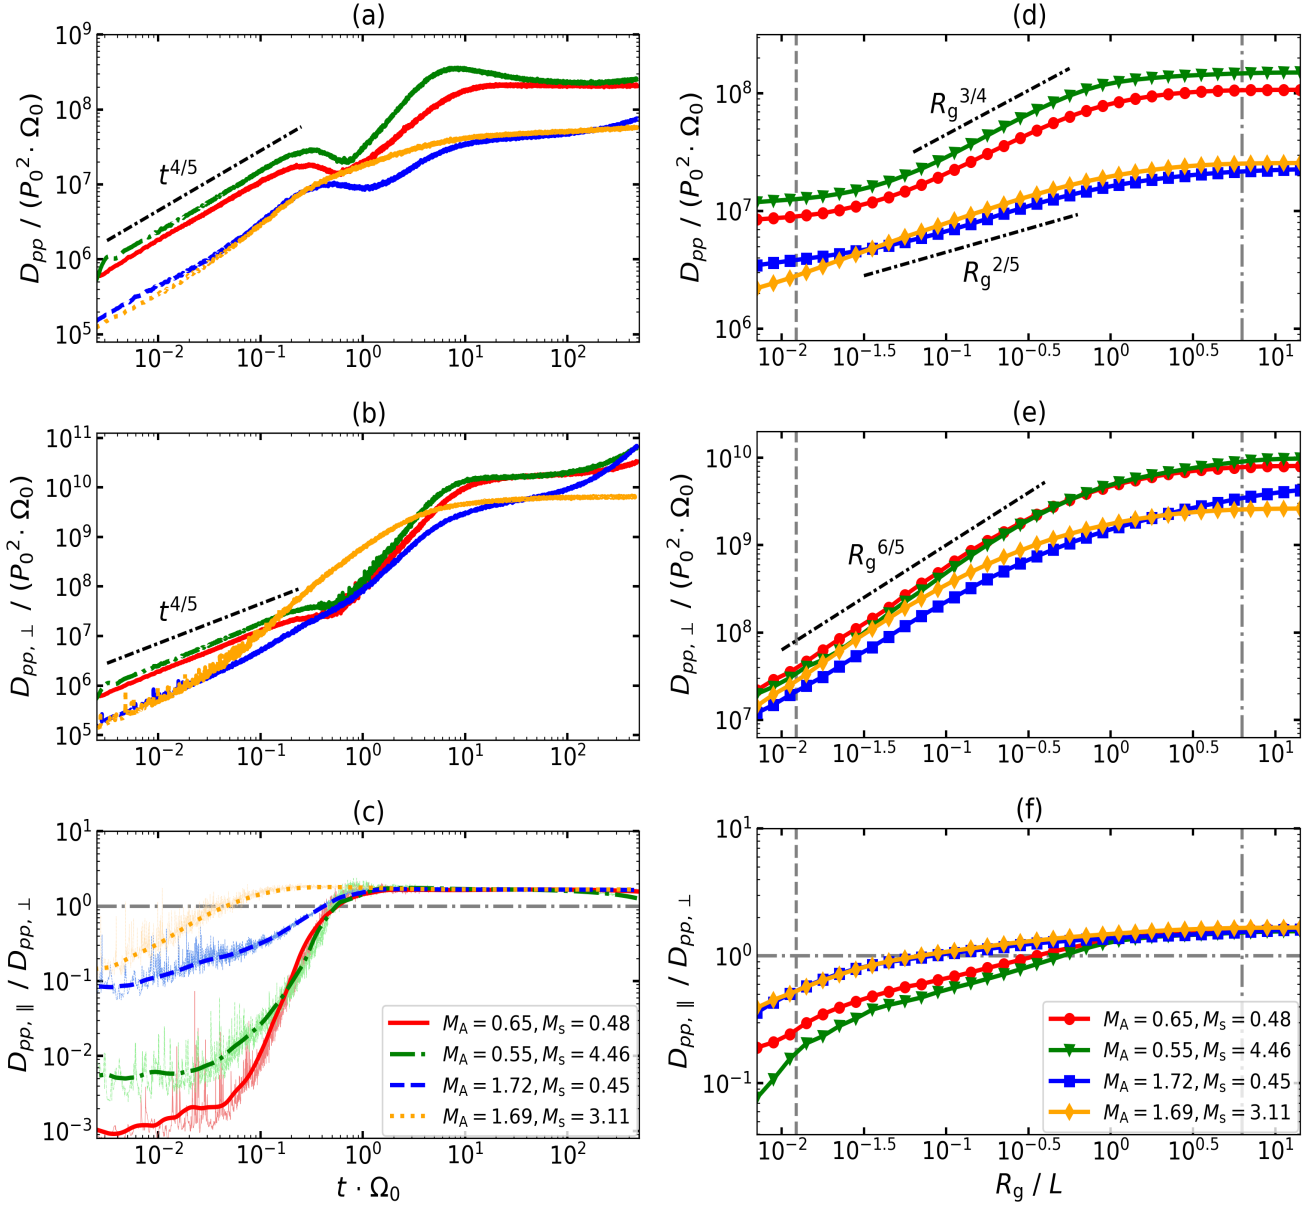 (a)
D_pp / (P_0^2 · Ω_0)
10^9
10^8
10^7
10^6
10^5
t^4/5
10^-2 10^-1 10^0 10^1 10^2
(d)
D_pp / (P_0^2 · Ω_0)
10^8
10^7
10^6
R_g^3/4
R_g^2/5
10^-2 10^-1.5 10^-1 10^-0.5 10^0 10^0.5 10^1
(b)
D_pp, ⊥ / (P_0^2 · Ω_0)
10^11
10^10
10^9
10^8
10^7
10^6
10^5
t^4/5
10^-2 10^-1 10^0 10^1 10^2
(e)
D_pp, ⊥ / (P_0^2 · Ω_0)
10^10
10^9
10^8
10^7
R_g^6/5
10^-2 10^-1.5 10^-1 10^-0.5 10^0 10^0.5 10^1
(c)
D_pp, ∥ / D_pp, ⊥
10^1
10^0
10^-1
10^-2
10^-3
M_A = 0.65, M_s = 0.48
M_A = 0.55, M_s = 4.46
M_A = 1.72, M_s = 0.45
M_A = 1.69, M_s = 3.11
10^-2 10^-1 10^0 10^1 10^2
t · Ω_0
(f)
D_pp, ∥ / D_pp, ⊥
10^1
10^0
10^-1
M_A = 0.65, M_s = 0.48
M_A = 0.55, M_s = 4.46
M_A = 1.72, M_s = 0.45
M_A = 1.69, M_s = 3.11
10^-2 10^-1.5 10^-1 10^-0.5 10^0 10^0.5 10^1
R_g / L